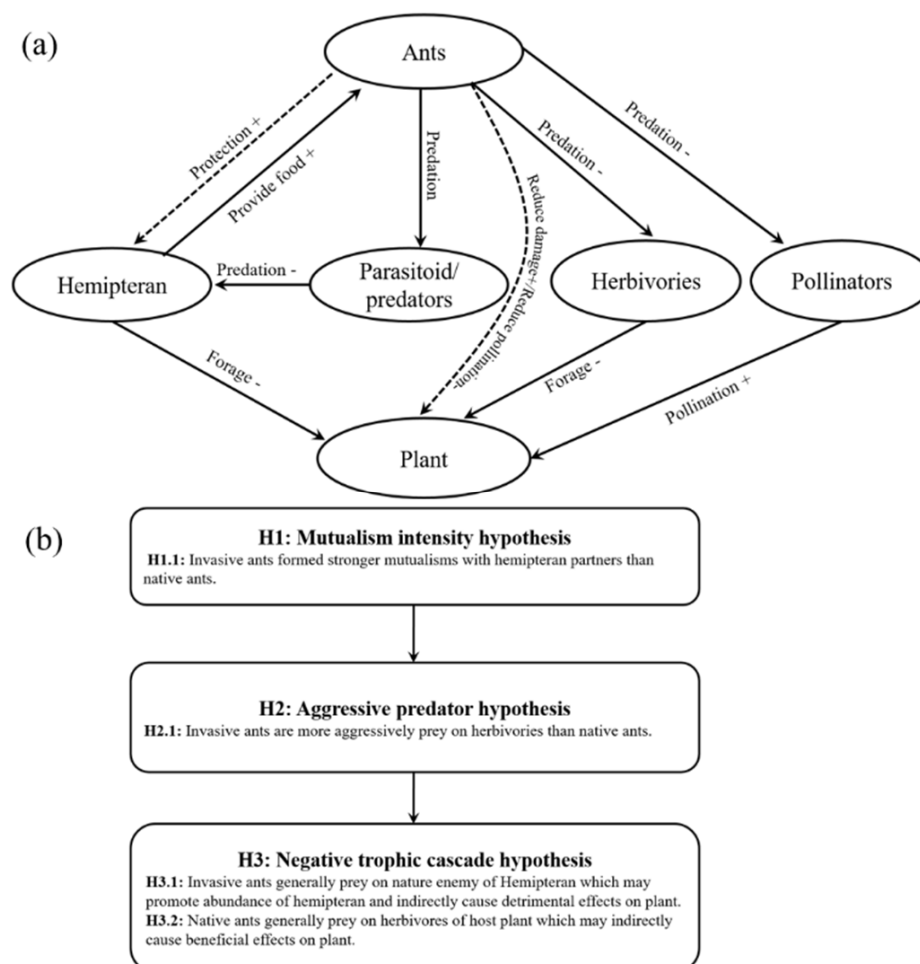 (a)
Ants
Protection +
Provide food +
Predation
Reduce damage+/Reduce pollination-
Predation -
Predation -
Hemipteran
Predation -
Parasitoid/
predators
Herbivories
Pollinators
Forage -
Forage -
Pollination +
Plant
(b)
H1: Mutualism intensity hypothesis
H1.1: Invasive ants formed stronger mutualisms with hemipteran partners than
native ants.
H2: Aggressive predator hypothesis
H2.1: Invasive ants are more aggressively prey on herbivories than native ants.
H3: Negative trophic cascade hypothesis
H3.1: Invasive ants generally prey on nature enemy of Hemipteran which may
promote abundance of hemipteran and indirectly cause detrimental effects on plant.
H3.2: Native ants generally prey on herbivores of host plant which may indirectly
cause beneficial effects on plant.